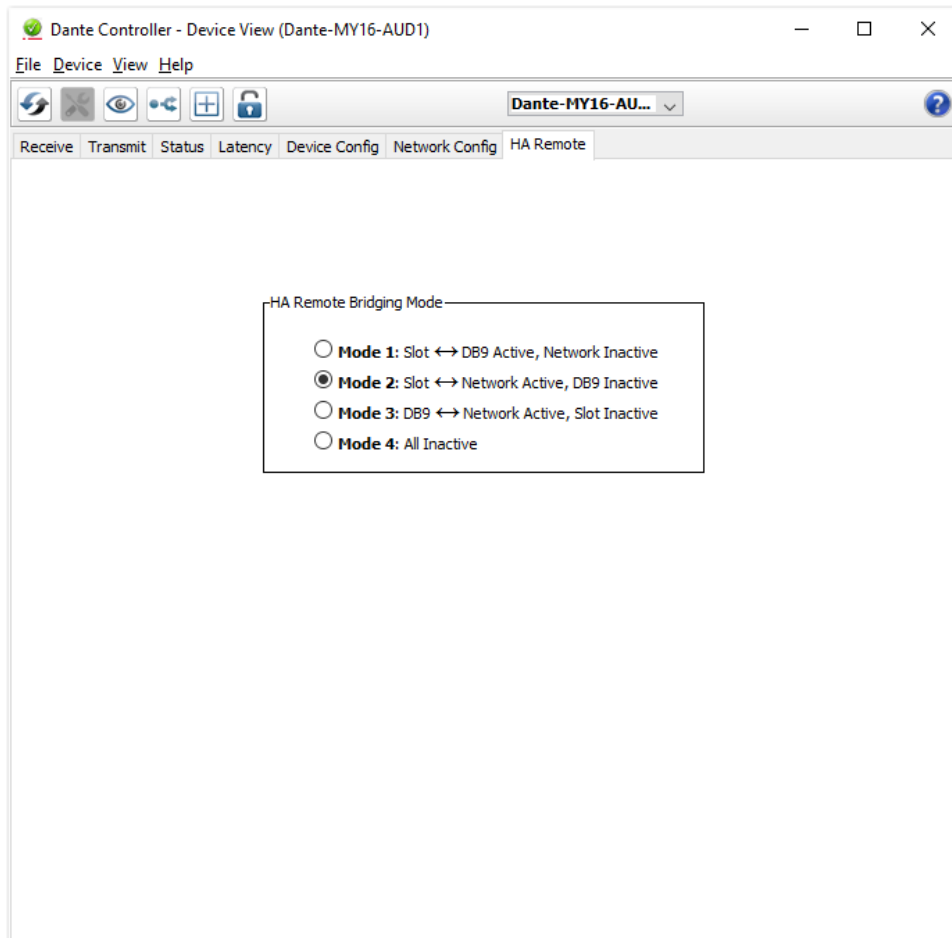 Dante Controller - Device View (Dante-MY16-AUD1)
File Device View Help
Dante-MY16-AU...
?
Receive Transmit Status Latency Device Config Network Config HA Remote
HA Remote Bridging Mode
Mode 1: Slot ↔ DB9 Active, Network Inactive
Mode 2: Slot ↔ Network Active, DB9 Inactive
Mode 3: DB9 ↔ Network Active, Slot Inactive
Mode 4: All Inactive